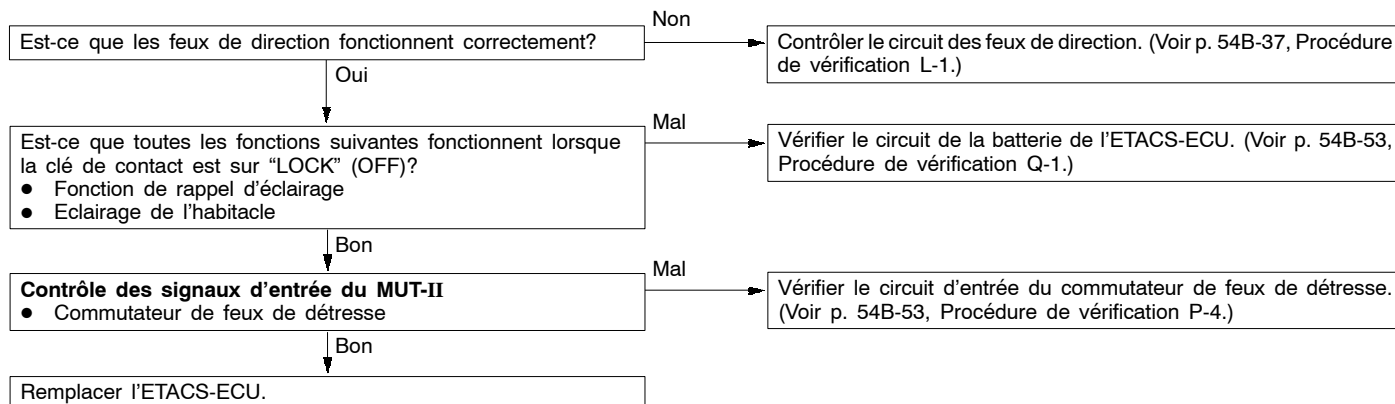 Non
Est-ce que les feux de direction fonctionnent correctement?
Contrôler le circuit des feux de direction. (Voir p. 54B-37, Procédure
de vérification L-1.)
Oui
Mal
Est-ce que toutes les fonctions suivantes fonctionnent lorsque
la clé de contact est sur “LOCK” (OFF)?
● Fonction de rappel d’éclairage
● Eclairage de l’habitacle
Vérifier le circuit de la batterie de l’ETACS-ECU. (Voir p. 54B-53,
Procédure de vérification Q-1.)
Bon
Mal
Contrôle des signaux d’entrée du MUT-II
● Commutateur de feux de détresse
Vérifier le circuit d’entrée du commutateur de feux de détresse.
(Voir p. 54B-53, Procédure de vérification P-4.)
Bon
Remplacer l’ETACS-ECU.